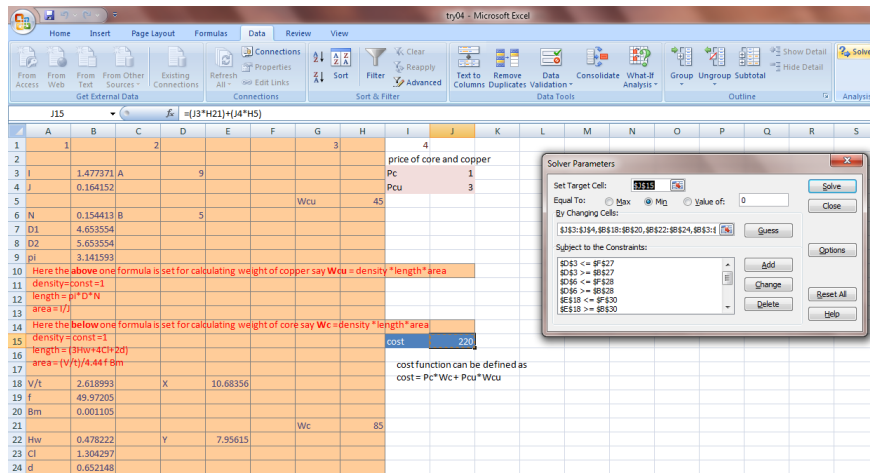 try04 - Microsoft Excel
Home Insert Page Layout Formulas Data Review View
From Access From Web From Text From Other Sources Existing Connections Refresh All Connections Properties Edit Links Sort Filter Clear Reapply Advanced Text to Columns Remove Duplicates Data Validation Consolidate What-If Analysis Group Ungroup Subtotal Show Detail Hide Detail
Get External Data Connections Sort & Filter Data Tools Outline Analysis
J15 fx =(J3*H21)+(J4*H5)
A B C D E F G H I J K L M N O P Q R S
1 1 2 3 4
2 price of core and copper
3 I 1.477371 A 9 Pc 1
4 J 0.164152 Pcu 3
5 Wcu 45
6 N 0.154413 B 5
7 D1 4.653554
8 D2 5.653554
9 pi 3.141593
10 Here the above one formula is set for calculating weight of copper say Wcu = density *length*area
11 density=const =1
12 length = pi*D*N
13 area = I/J
14 Here the below one formula is set for calculating weight of core say Wc =density *length*area
15 density = const =1 cost 220
16 length = (3Hw+4Cl+2d)
17 area = (V/t)/4.44 f Bm
cost function can be defined as
cost = Pc*Wc + Pcu*Wcu
18 V/t 2.618993 X 10.68356
19 f 49.97205
20 Bm 0.001105
21 Wc 85
22 Hw 0.478222 Y 7.95615
23 Cl 1.304297
24 d 0.652148
Solver Parameters
Set Target Cell: $J$15 Solve
Equal To: Max Min Value of: 0 Close
By Changing Cells:
$J$3:$J$4,$B$18:$B$20,$B$22:$B$24,$B$3:$ Guess
Subject to the Constraints: Options
$D$3 <= $F$27 Add
$D$3 >= $B$27
$D$6 <= $F$28 Change
$D$6 >= $B$28
$E$18 <= $F$30 Delete
$E$18 >= $B$30
Reset All
Help